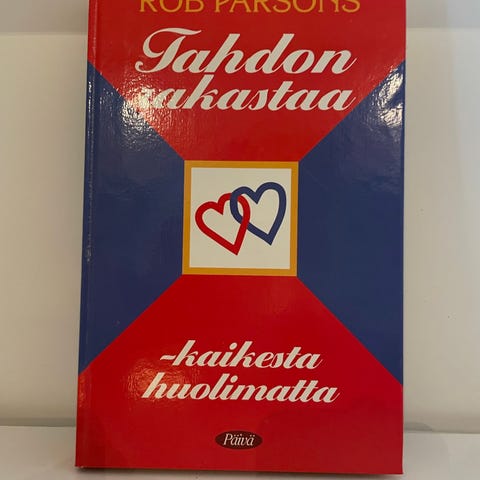 ROB PARSONS
Tahdon
rakastaa
-kaikesta
huolimatta
Päivä